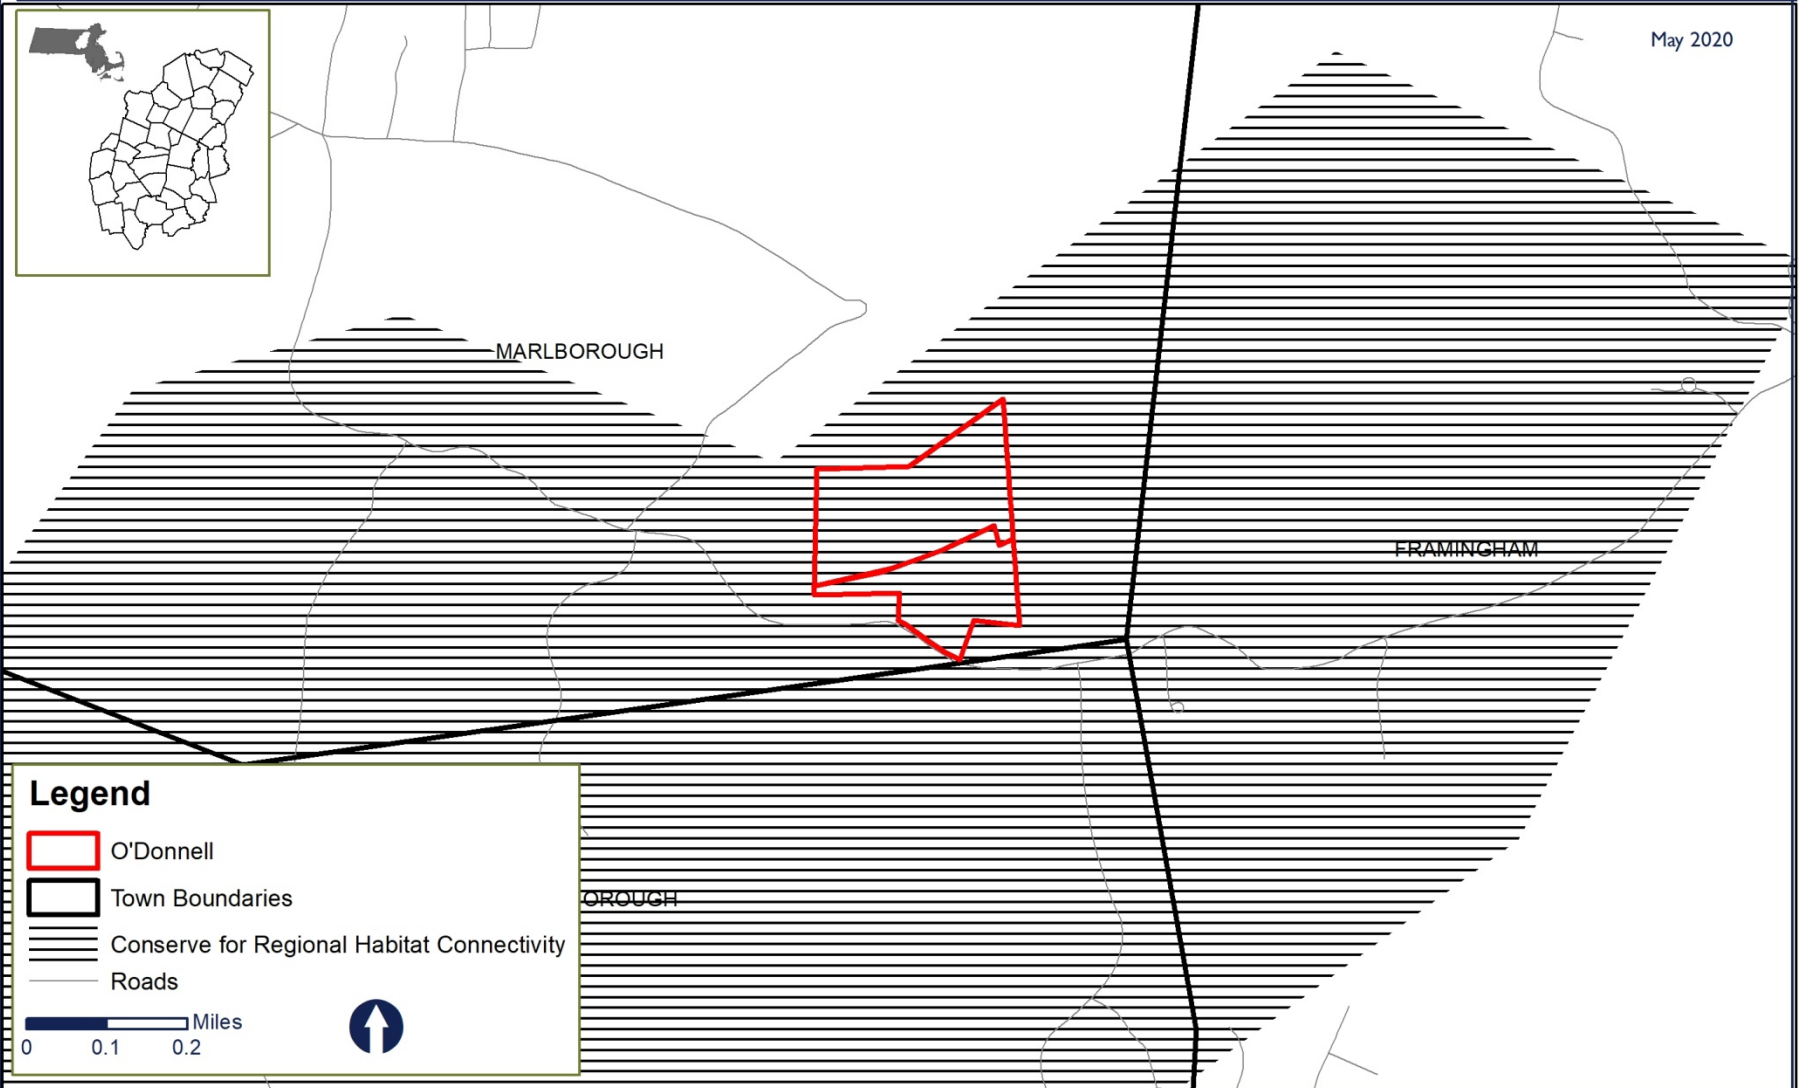 May 2020
MARLBOROUGH
FRAMINGHAM
OROUGH
Legend
O'Donnell
Town Boundaries
Conserve for Regional Habitat Connectivity
Roads
Miles
0 0.1 0.2